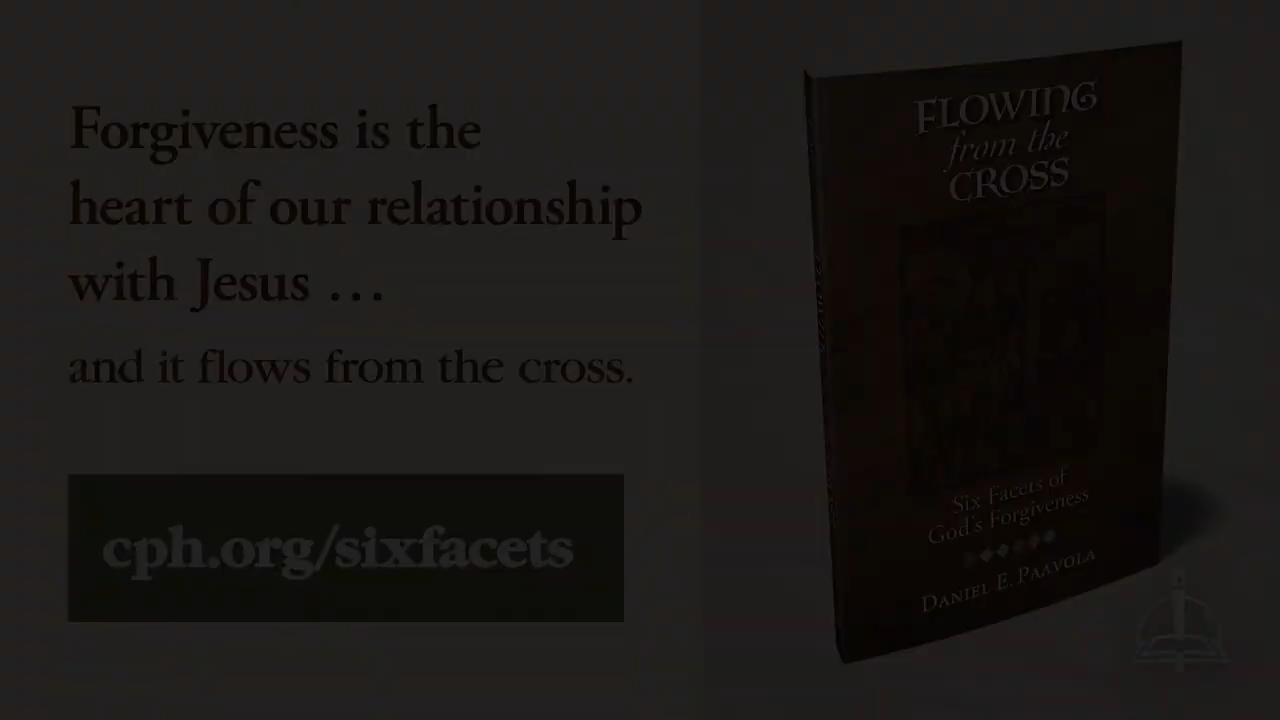 Forgiveness is the
heart of our relationship
with Jesus …
and it flows from the cross.
cph.org/sixfacets
FLOWING
from the
CROSS
Six Facets of
God's Forgiveness
DANIEL E. PAAVOLA